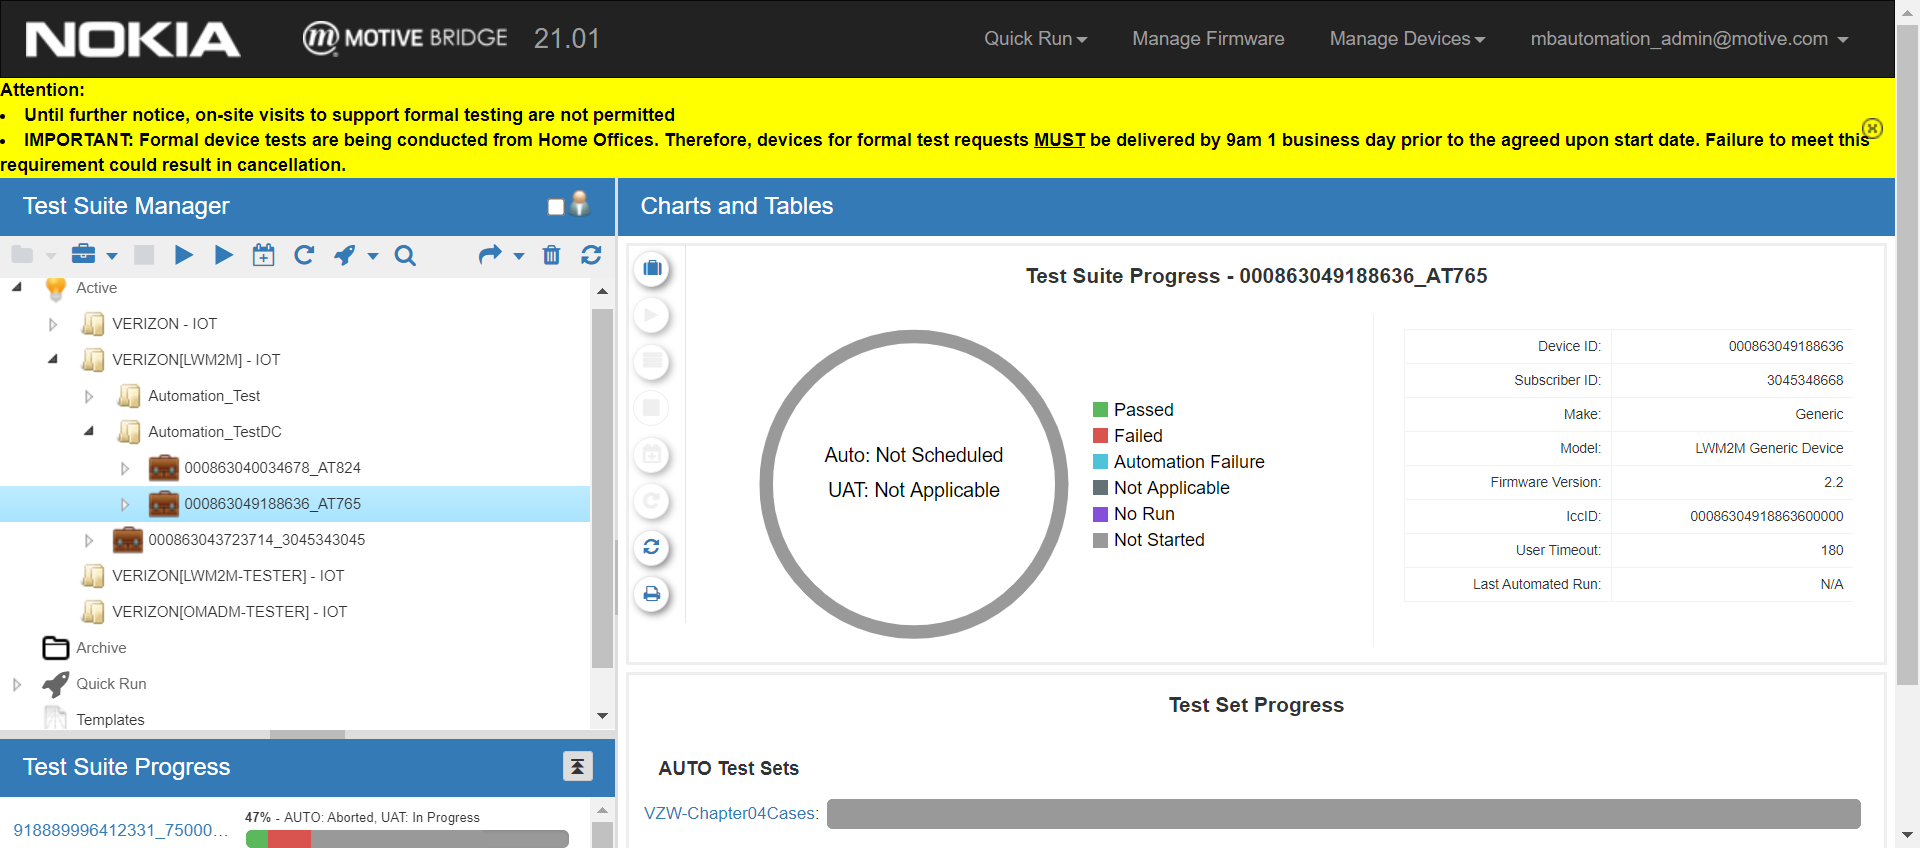 NOKIA
m MOTIVE BRIDGE 21.01
Quick Run
Manage Firmware
Manage Devices
mbautomation_admin@motive.com
Attention:
• Until further notice, on-site visits to support formal testing are not permitted
• IMPORTANT: Formal device tests are being conducted from Home Offices. Therefore, devices for formal test requests MUST be delivered by 9am 1 business day prior to the agreed upon start date. Failure to meet this
requirement could result in cancellation.
Test Suite Manager
Active
VERIZON - IOT
VERIZON[LWM2M] - IOT
Automation_Test
Automation_TestDC
000863040034678_AT824
000863049188636_AT765
000863043723714_3045343045
VERIZON[LWM2M-TESTER] - IOT
VERIZON[OMADM-TESTER] - IOT
Archive
Quick Run
Templates
Test Suite Progress
918889996412331_75000...
47% - AUTO: Aborted, UAT: In Progress
Charts and Tables
Test Suite Progress - 000863049188636_AT765
Auto: Not Scheduled
UAT: Not Applicable
Passed
Failed
Automation Failure
Not Applicable
No Run
Not Started
Device ID: 000863049188636
Subscriber ID: 3045348668
Make: Generic
Model: LWM2M Generic Device
Firmware Version: 2.2
IccID: 00086304918863600000
User Timeout: 180
Last Automated Run: N/A
Test Set Progress
AUTO Test Sets
VZW-Chapter04Cases: